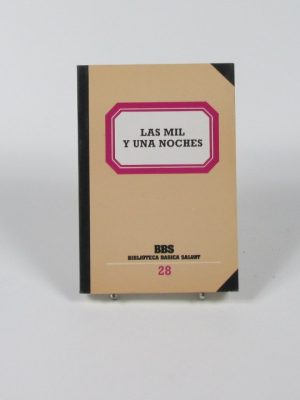 LAS MIL
Y UNA NOCHES
BBS
BIBLIOTECA BASICA SALVAT
28